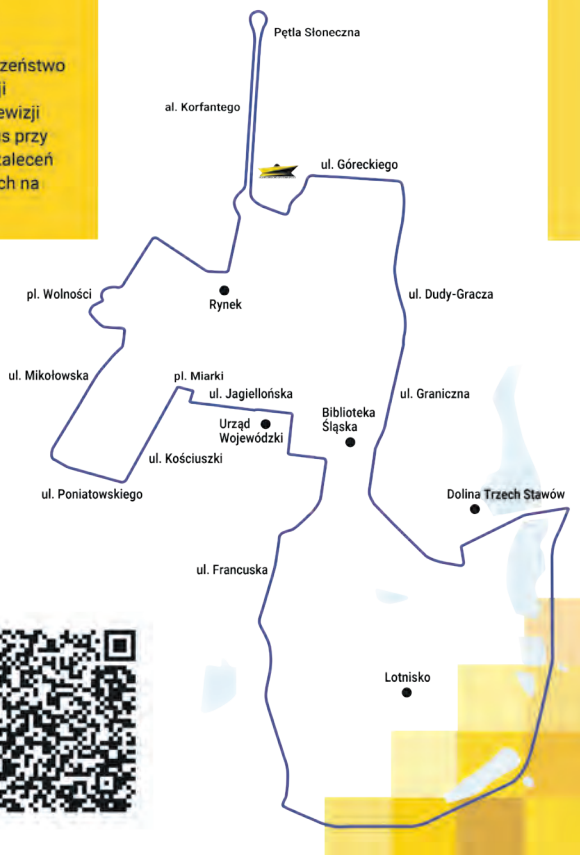 zeństwo
ji
ewizji
s przy
zaleceń
ch na
Pętla Słoneczna
al. Korfantego
ul. Góreckiego
pl. Wolności
Rynek
ul. Dudy-Gracza
ul. Mikołowska
pl. Miarki
ul. Jagiellońska
ul. Graniczna
Urząd
Wojewódzki
Biblioteka
Śląska
ul. Kościuszki
ul. Poniatowskiego
Dolina Trzech Stawów
ul. Francuska
Lotnisko